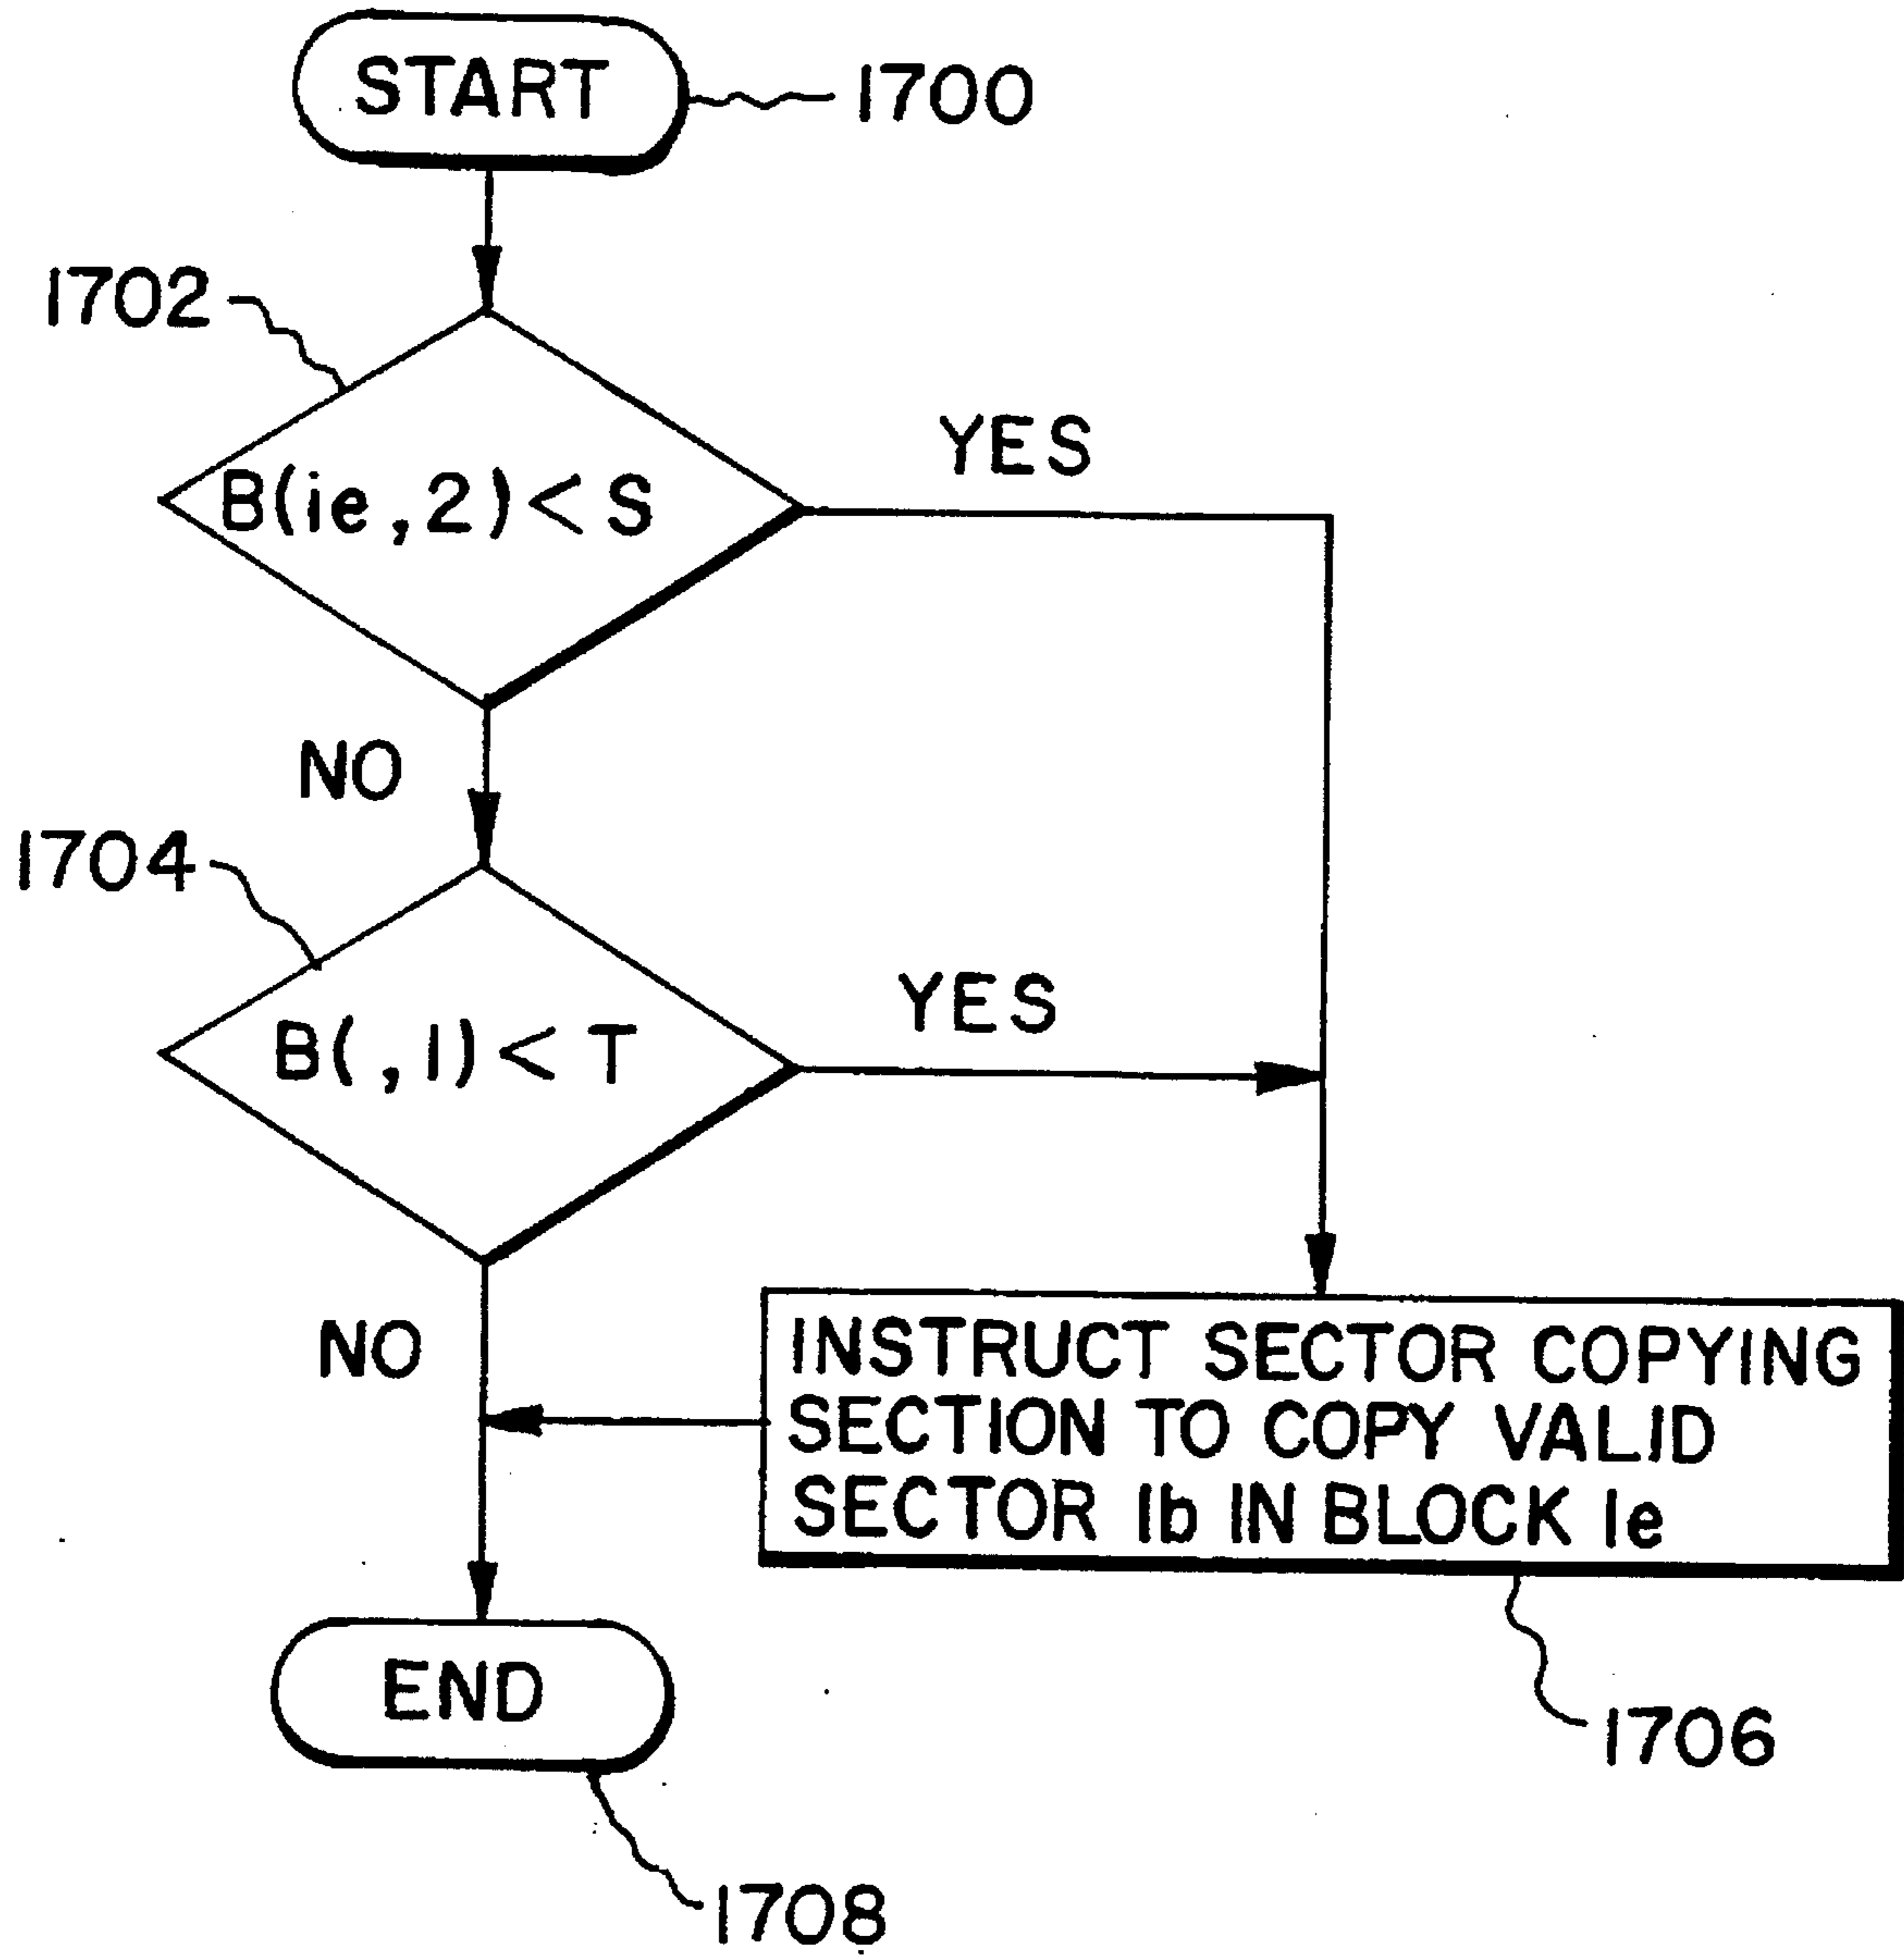 START
1700
1702
B(ie,2)<S
YES
NO
1704
B(,1)<T
YES
NO
INSTRUCT SECTOR COPYING
SECTION TO COPY VALID
SECTOR Ib IN BLOCK Ie
END
1706
1708